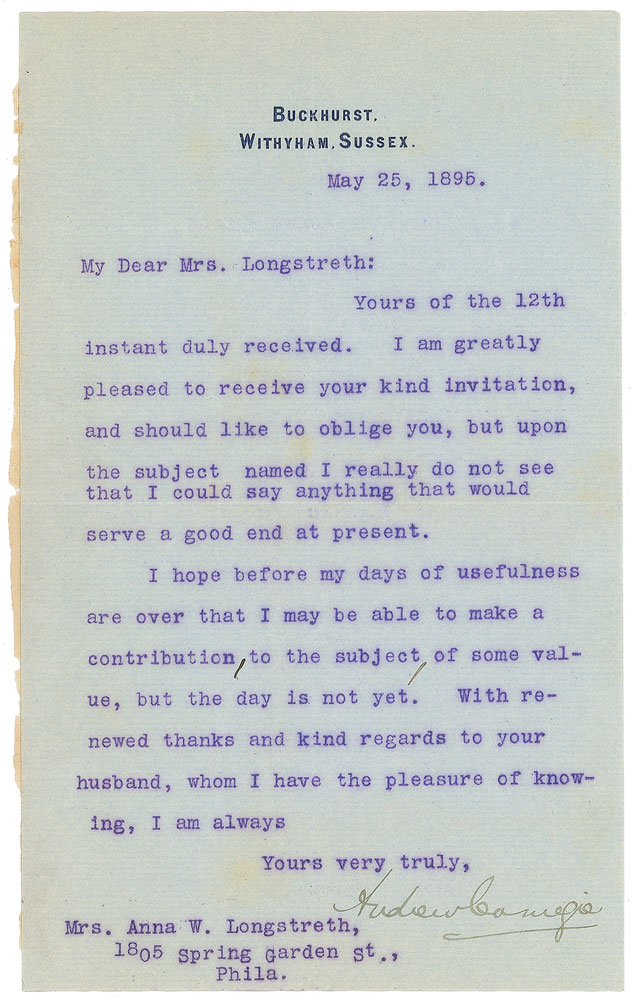 BUCKHURST,
WITHYHAM, SUSSEX.
May 25, 1895.
My Dear Mrs. Longstreth:
Yours of the 12th
instant duly received. I am greatly
pleased to receive your kind invitation,
and should like to oblige you, but upon
the subject named I really do not see
that I could say anything that would
serve a good end at present.
I hope before my days of usefulness
are over that I may be able to make a
contribution, to the subject, of some val-
ue, but the day is not yet. With re-
newed thanks and kind regards to your
husband, whom I have the pleasure of know-
ing, I am always
Yours very truly,
Andrew Carnegie
Mrs. Anna W. Longstreth,
1805 Spring Garden St.,
Phila.